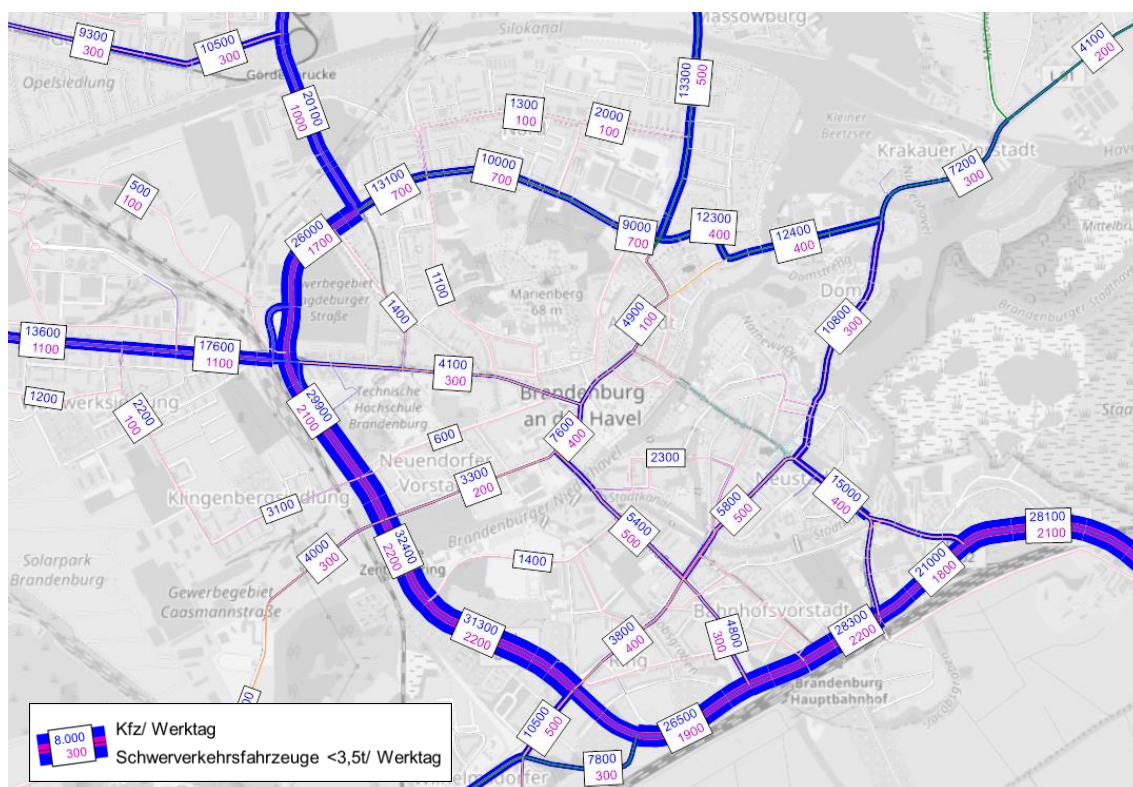 Massowburg
Silokanal
9300
300
10500
300
Opelsiedlung
20100
1000
1300
100
2000
100
13300
500
4100
200
Kleiner
Beetzsee
Krakauer Vorstadt
7200
300
13100
700
10000
700
500
100
26000
1700
9000
700
12300
400
12400
400
Mittelbru
Domstreng
Dom
1100
Marienberg
68 m
1400
Straße
4900
100
10800
300
13600
1100
17600
1100
4100
300
Brandenburg
an der Havel
Technische
Hochschule
Brandenburg
1200
2200
100
29900
2100
600
7600
400
Neuendorfer
Vorstadt
3300
200
2300
5800
500
15000
400
Klingenbergsiedlung
3100
5400
500
28100
2100
Solarpark
Brandenburg
4000
300
32400
2200
1400
21000
1800
Gewerbegebiet
Caasmannstraße
Bahnhofsvorstadt
31300
2200
3800
400
4800
300
28300
2200
Brandenburg
Hauptbahnhof
10500
500
26500
1900
7800
300
8.000
300
Kfz/ Werktag
Schwerverkehrsfahrzeuge <3,5t/ Werktag